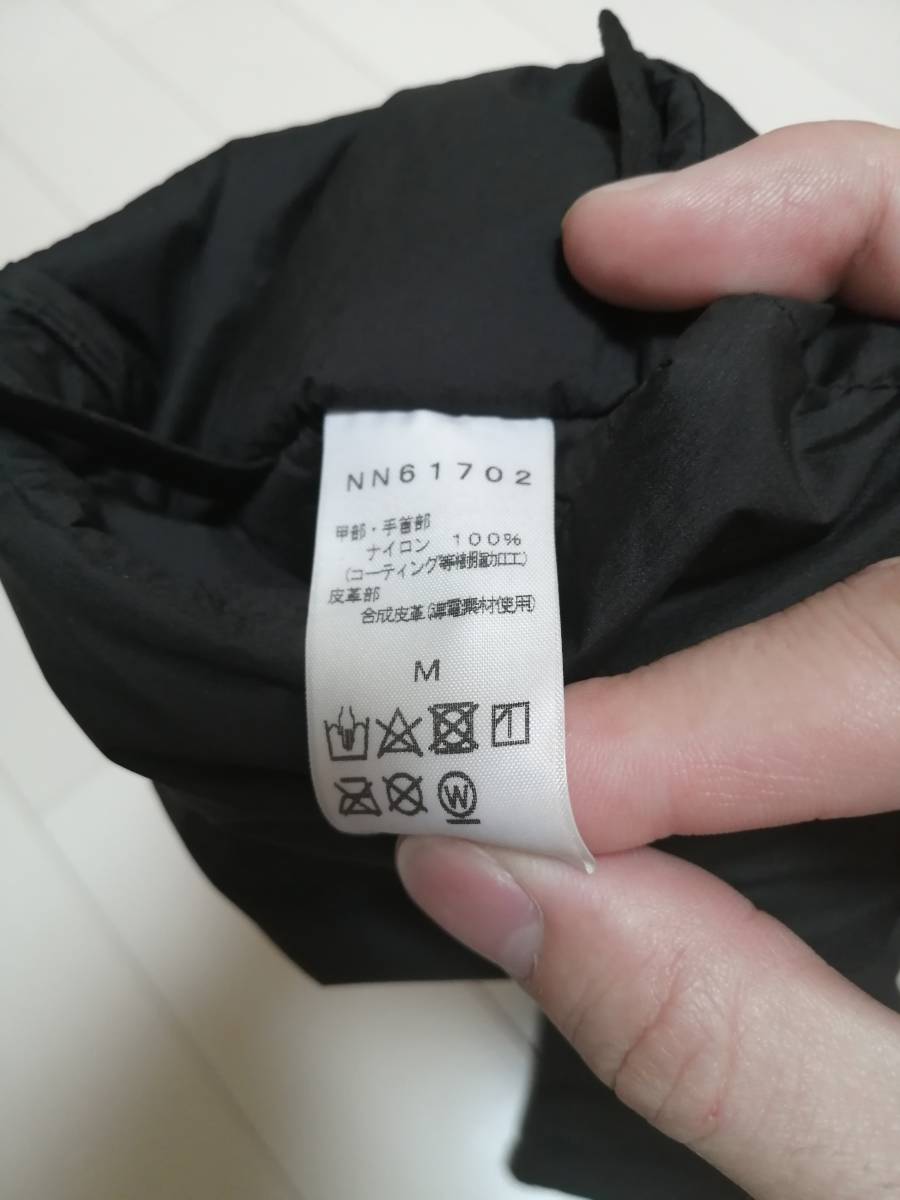 NN61702
甲部・手首部
ナイロン 100%
(コーティング等樹脂加工)
皮革部
合成皮革(導電素材使用)
M
W